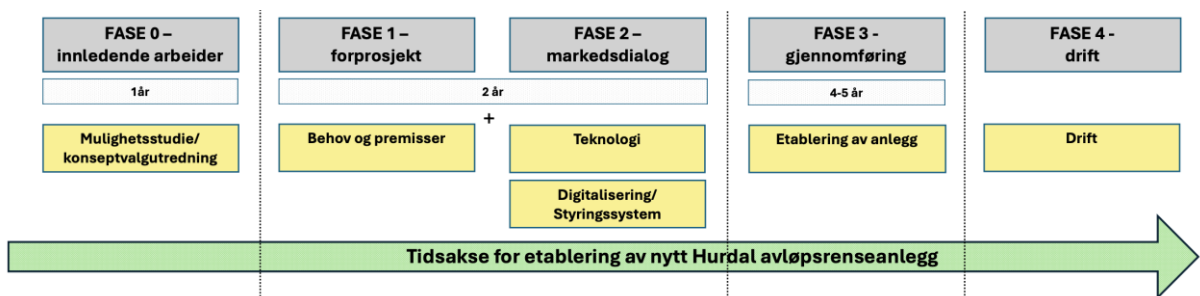 FASE 0 –
innledende arbeider
FASE 1 –
forprosjekt
FASE 2 –
markedsdialog
FASE 3 -
gjennomføring
FASE 4 -
drift
1år
2 år
4-5 år
+
Mulighetsstudie/
konseptvalgutredning
Behov og premisser
Teknologi
Etablering av anlegg
Drift
Digitalisering/
Styringssystem
Tidsakse for etablering av nytt Hurdal avløpsrenseanlegg